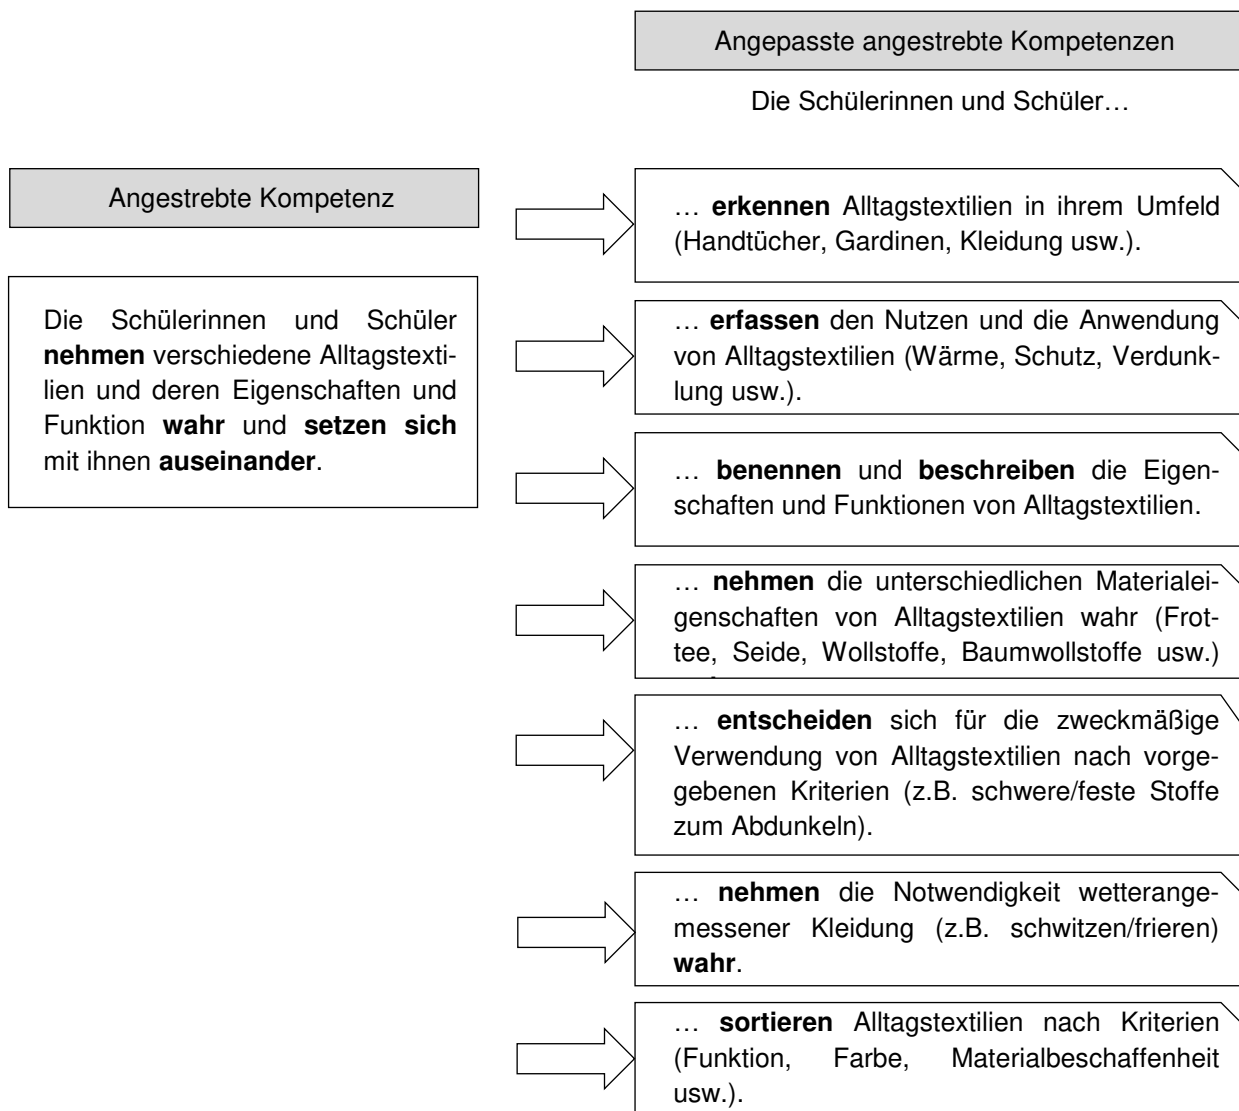 Angepasste angestrebte Kompetenzen
Die Schülerinnen und Schüler…
Angestrebte Kompetenz
Die Schülerinnen und Schüler
nehmen verschiedene Alltagstexti-
lien und deren Eigenschaften und
Funktion wahr und setzen sich
mit ihnen auseinander.
… erkennen Alltagstextilien in ihrem Umfeld
(Handtücher, Gardinen, Kleidung usw.).
… erfassen den Nutzen und die Anwendung
von Alltagstextilien (Wärme, Schutz, Verdunk-
lung usw.).
… benennen und beschreiben die Eigen-
schaften und Funktionen von Alltagstextilien.
… nehmen die unterschiedlichen Materialei-
genschaften von Alltagstextilien wahr (Frot-
tee, Seide, Wollstoffe, Baumwollstoffe usw.)
… entscheiden sich für die zweckmäßige
Verwendung von Alltagstextilien nach vorge-
gebenen Kriterien (z.B. schwere/feste Stoffe
zum Abdunkeln).
… nehmen die Notwendigkeit wetterange-
messener Kleidung (z.B. schwitzen/frieren)
wahr.
… sortieren Alltagstextilien nach Kriterien
(Funktion, Farbe, Materialbeschaffenheit
usw.).